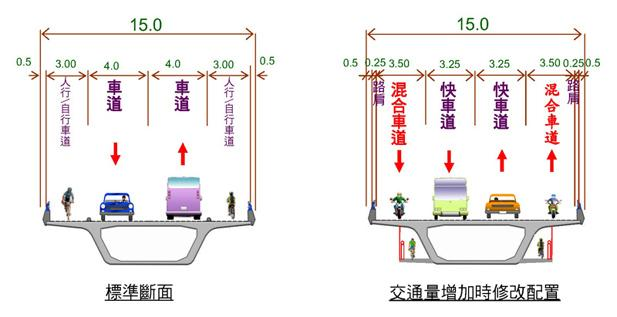 15.0
0.5 3.00 4.0 4.0 3.00 0.5
人行/自行車道
車道
車道
人行/自行車道
標準斷面
15.0
0.5 0.25 3.50 3.25 3.25 3.50 0.25 0.5
路肩
混合車道
快車道
快車道
混合車道
路肩
交通量增加時修改配置